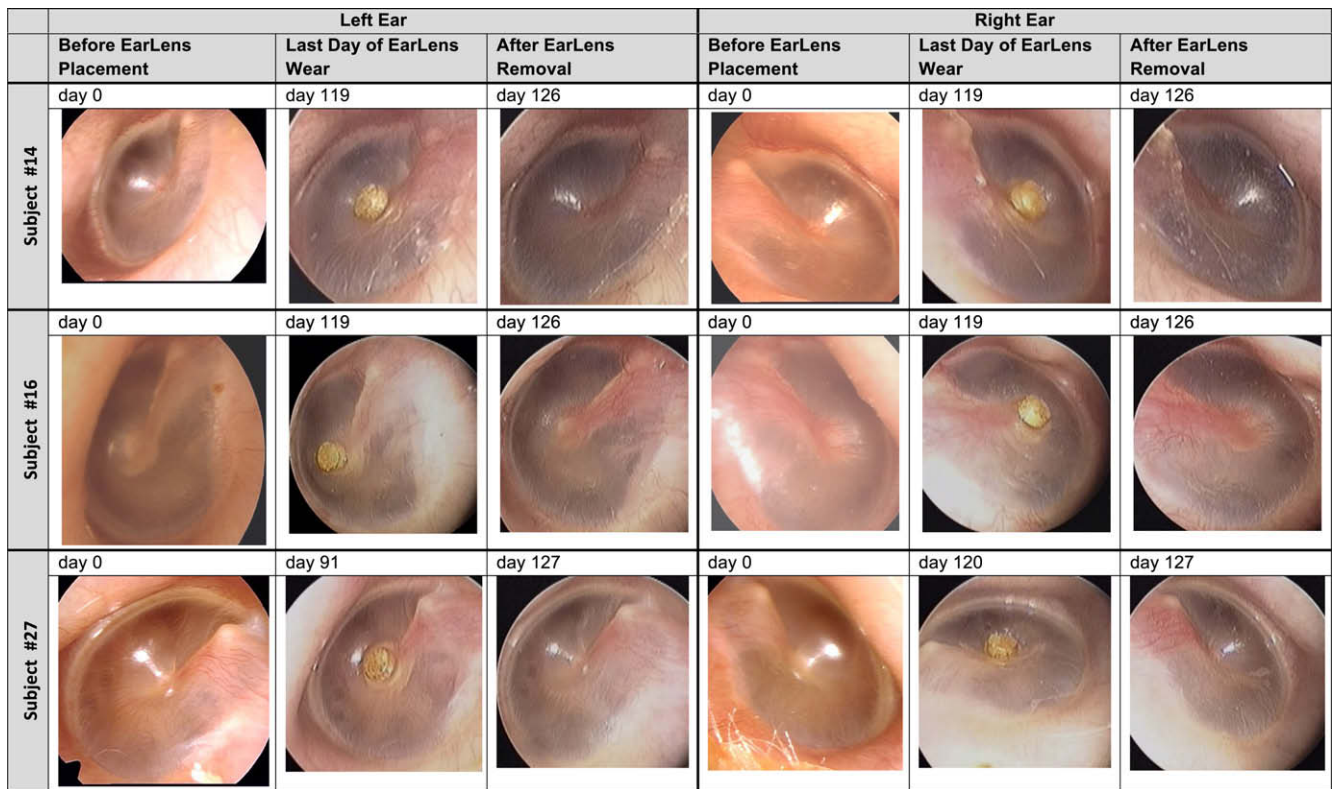 Left Ear
Right Ear
Before EarLens
Placement
Last Day of EarLens
Wear
After EarLens
Removal
Before EarLens
Placement
Last Day of EarLens
Wear
After EarLens
Removal
Subject #14
day 0
day 119
day 126
day 0
day 119
day 126
Subject #16
day 0
day 119
day 126
day 0
day 119
day 126
Subject #27
day 0
day 91
day 127
day 0
day 120
day 127